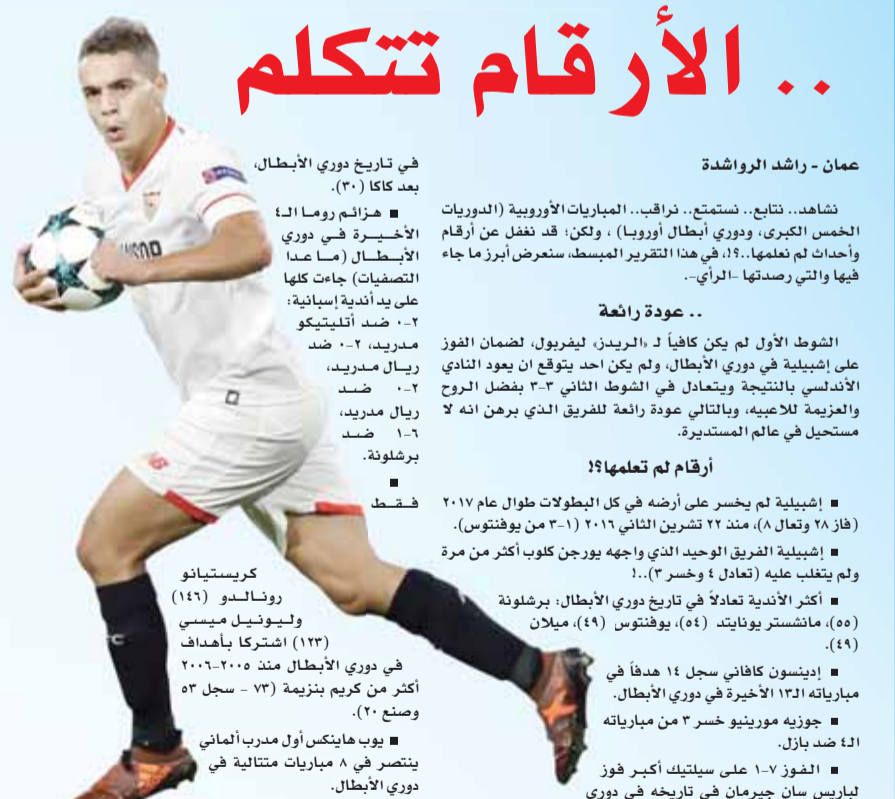 .. الأرقام تتكلم
عمان - راشد الرواشدة
نشاهد.. نتابع.. نستمتع.. نراقب.. المباريات الأوروبية (الدوريات
الخمس الكبرى، ودوري أبطال أوروبا) ، ولكن؛ قد نغفل عن أرقام
وأحداث لم نعلمها..؟!، في هذا التقرير المبسط، سنعرض أبرز ما جاء
فيها والتي رصدتها -الرأي-.
.. عودة رائعة
الشوط الأول لم يكن كافياً لـ «الريدز» ليفربول، لضمان الفوز
على إشبيلية في دوري الأبطال، ولم يكن احد يتوقع ان يعود النادي
الأندلسي بالنتيجة ويتعادل في الشوط الثاني ٣-٣ بفضل الروح
والعزيمة للاعبيه، وبالتالي عودة رائعة للفريق الذي برهن انه لا
مستحيل في عالم المستديرة.
أرقام لم تعلمها؟!
■ إشبيلية لم يخسر على أرضه في كل البطولات طوال عام ٢٠١٧
(فاز ٢٨ وتعال ٨)، منذ ٢٢ تشرين الثاني ٢٠١٦ (١-٣ من يوفنتوس).
■ إشبيلية الفريق الوحيد الذي واجهه يورجن كلوب أكثر من مرة
ولم يتغلب عليه (تعادل ٤ وخسر ٣)..!
■ أكثر الأندية تعادلاً في تاريخ دوري الأبطال: برشلونة
(٥٥)، مانشستر يونايتد (٥٤)، يوفنتوس (٤٩)، ميلان
(٤٩).
■ إدينسون كافاني سجل ١٤ هدفاً في
مبارياته الـ١٣ الأخيرة في دوري الأبطال.
■ جوزيه مورينيو خسر ٣ من مبارياته
الـ٤ ضد بازل.
■ الفوز ٧-١ على سيلتيك أكبر فوز
لباريس سان جيرمان في تاريخه في دوري
في تاريخ دوري الأبطال،
بعد كاكا (٣٠).
■ هزائم روما الـ٤
الأخيرة في دوري
الأبطال (ما عدا
التصفيات) جاءت كلها
على يد أندية إسبانية:
٢-٠ ضد أتليتيكو
مدريد، ٢-٠ ضد
ريال مدريد،
٢-٠ ضد
ريال مدريد،
٦-١ ضد
برشلونة.
■
فقط
كريستيانو
رونالدو (١٤٦)
وليونيل ميسي
(١٢٣) اشتركا بأهداف
في دوري الأبطال منذ ٢٠٠٥-٢٠٠٦
أكثر من كريم بنزيمة (٧٣ - سجل ٥٣
وصنع ٢٠).
■ يوب هاينكس أول مدرب ألماني
ينتصر في ٨ مباريات متتالية في
دوري الأبطال.